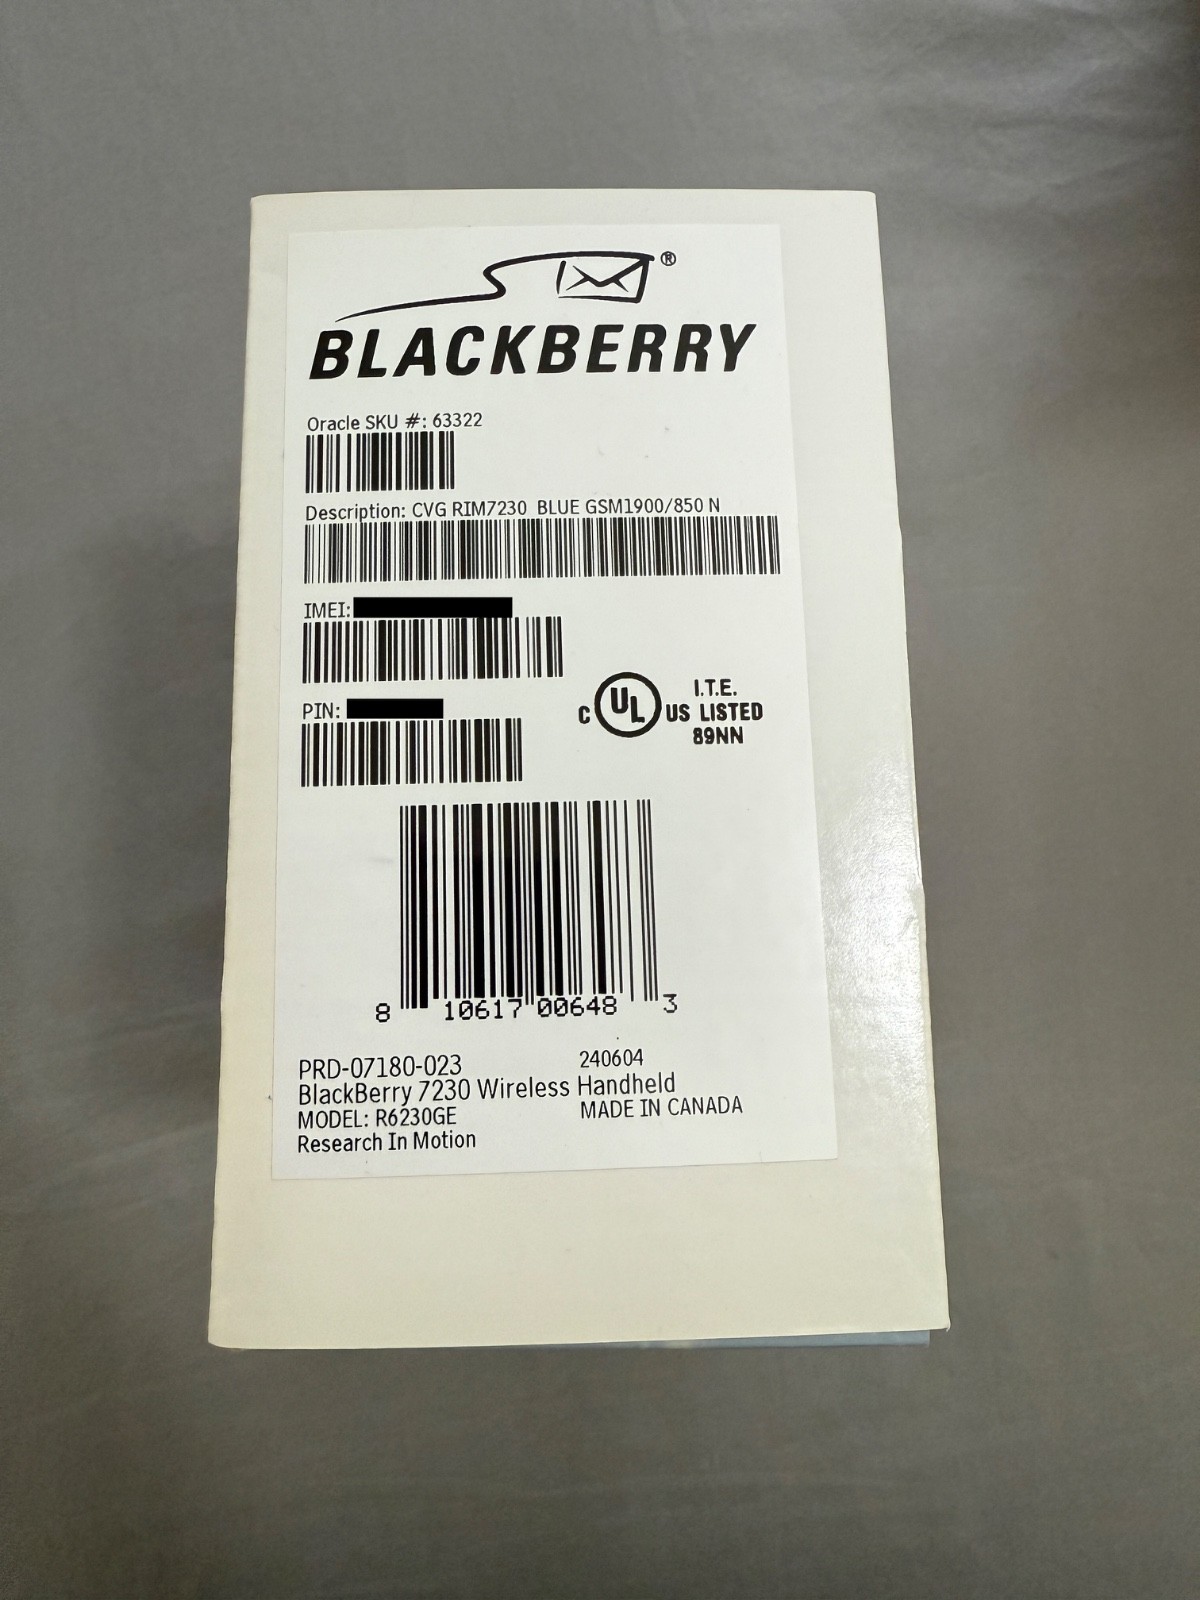 ®
BLACKBERRY
Oracle SKU #: 63322
Description: CVG RIM7230 BLUE GSM1900/850 N
IMEI:
PIN:
C UL US I.T.E. LISTED 89NN
8 10617 00648 3
PRD-07180-023 240604
BlackBerry 7230 Wireless Handheld
MODEL: R6230GE MADE IN CANADA
Research In Motion